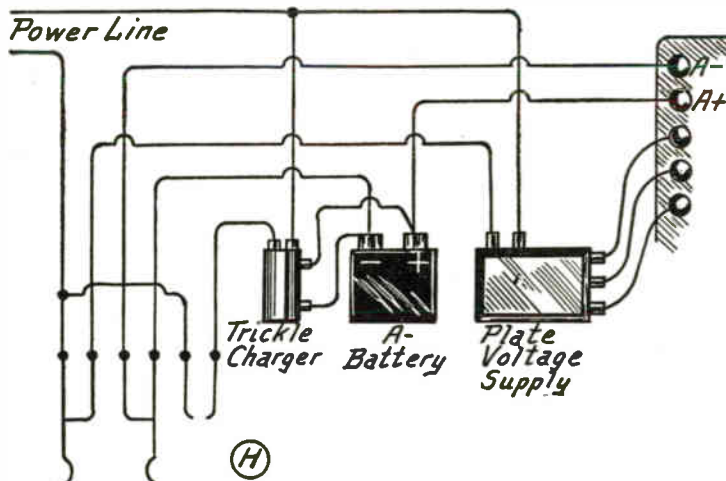 Power Line
A-
A+
- +
Trickle
Charger
A-
Battery
Plate
Voltage
Supply
H